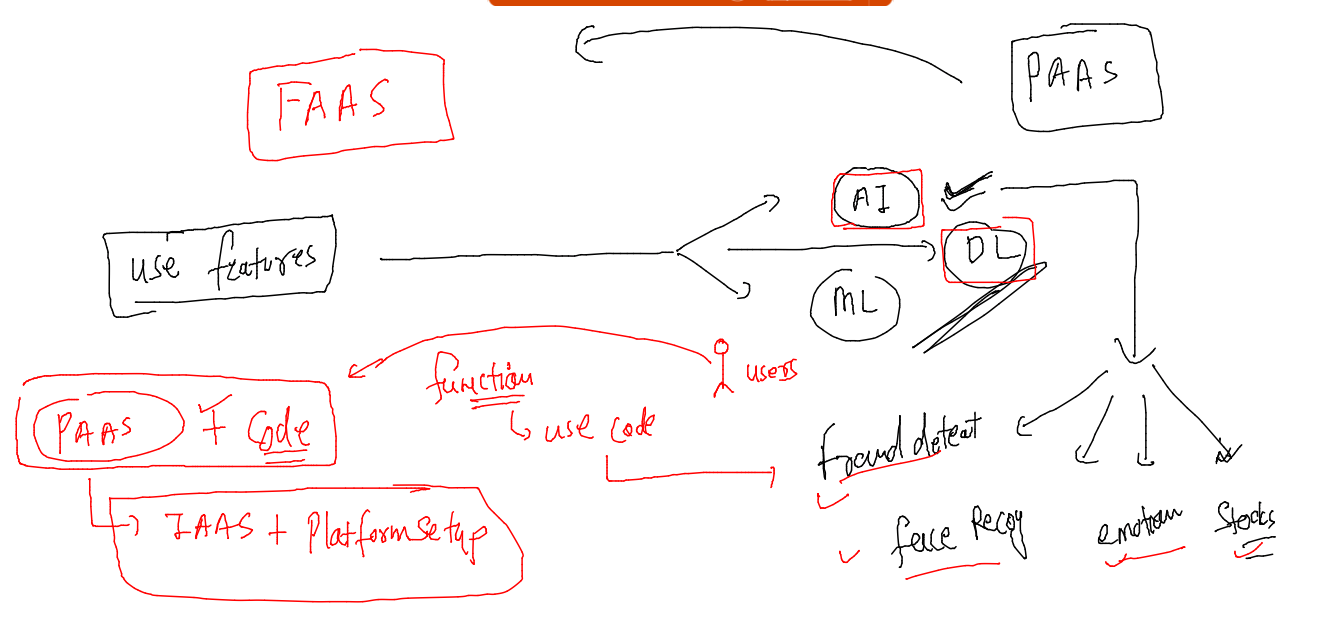 FAAS
PAAS
AI
use features
DL
ML
function
users
PAAS + Code
use code
Fraud detect
IAAS + Platform Setup
face Recog
emotion
Stocks